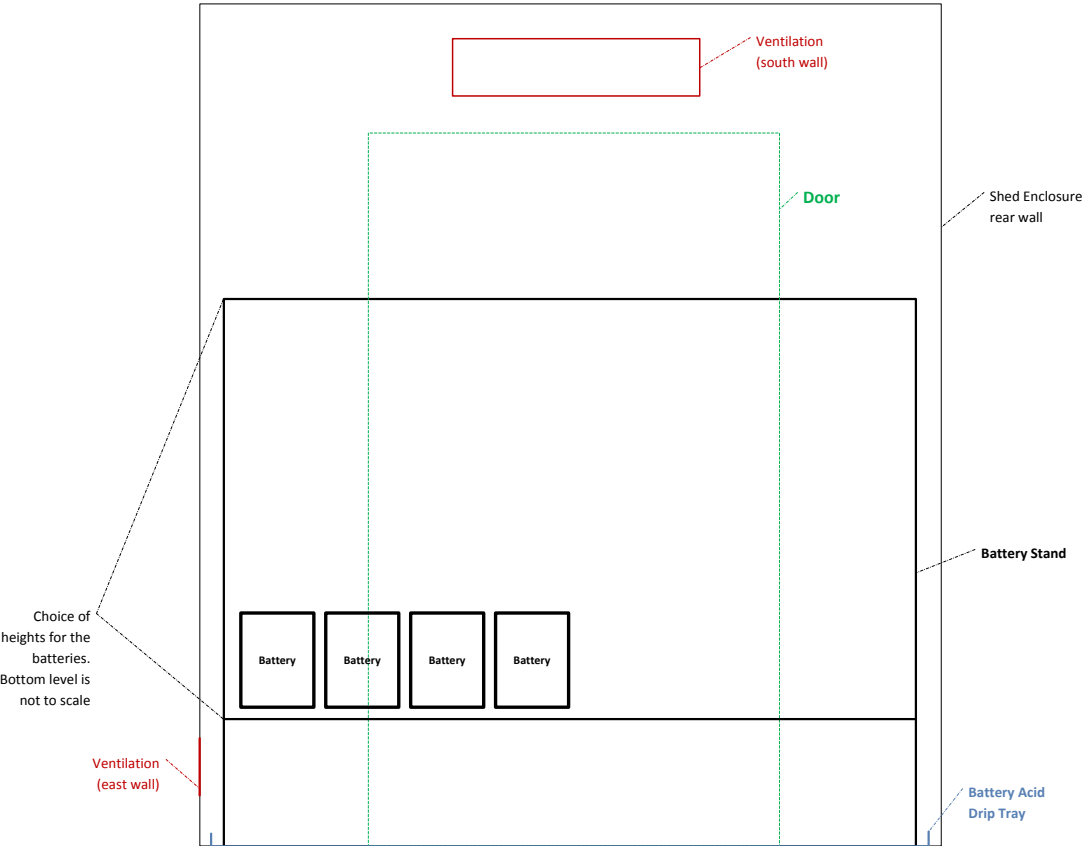 Ventilation
(south wall)
Door
Shed Enclosure
rear wall
Battery Stand
Choice of
heights for the
batteries.
Bottom level is
not to scale
Battery
Battery
Battery
Battery
Ventilation
(east wall)
Battery Acid
Drip Tray